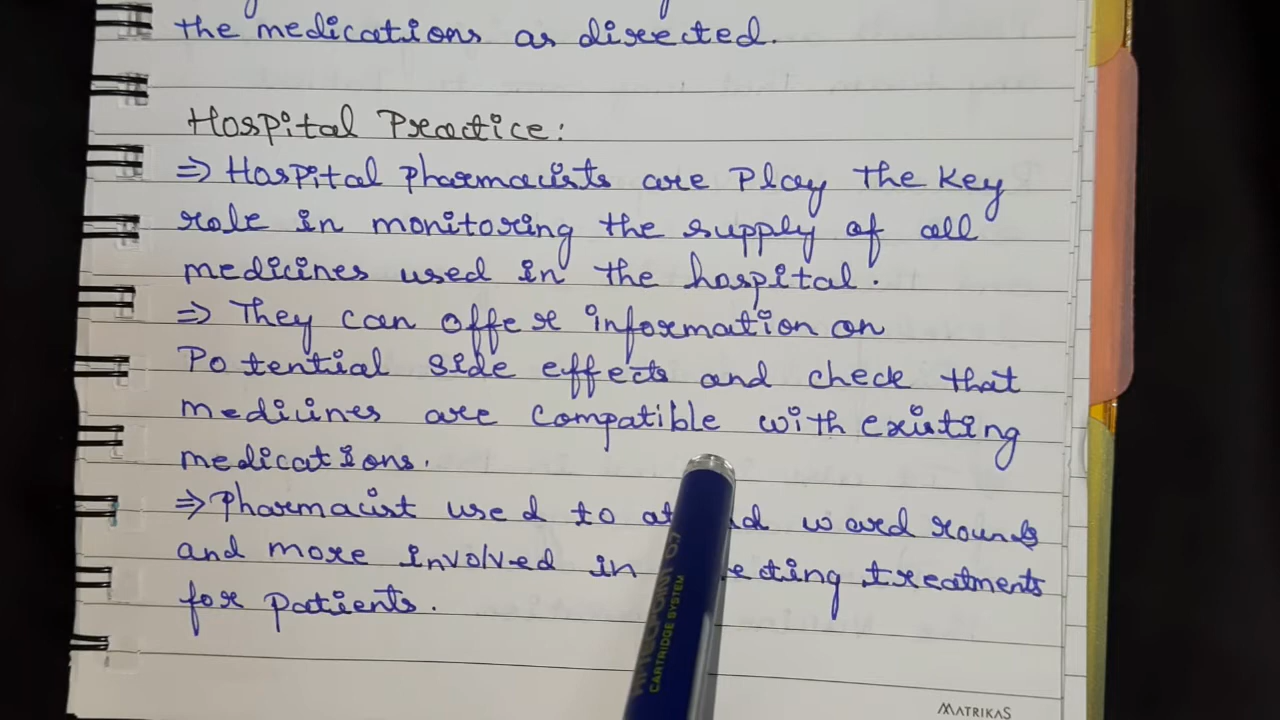 the medications as directed.
Hospital Practice:
⇒ Hospital pharmacists are Play the key
role in monitoring the supply of all
medicines used in the hospital.
⇒ They can offer information on
Potential side effects and check that
medicines are compatible with existing
medications.
⇒ Pharmacist used to ward rounds
and more involved in treatments
for patients.
CARTRIDGE SYSTEM
MATRIKAS